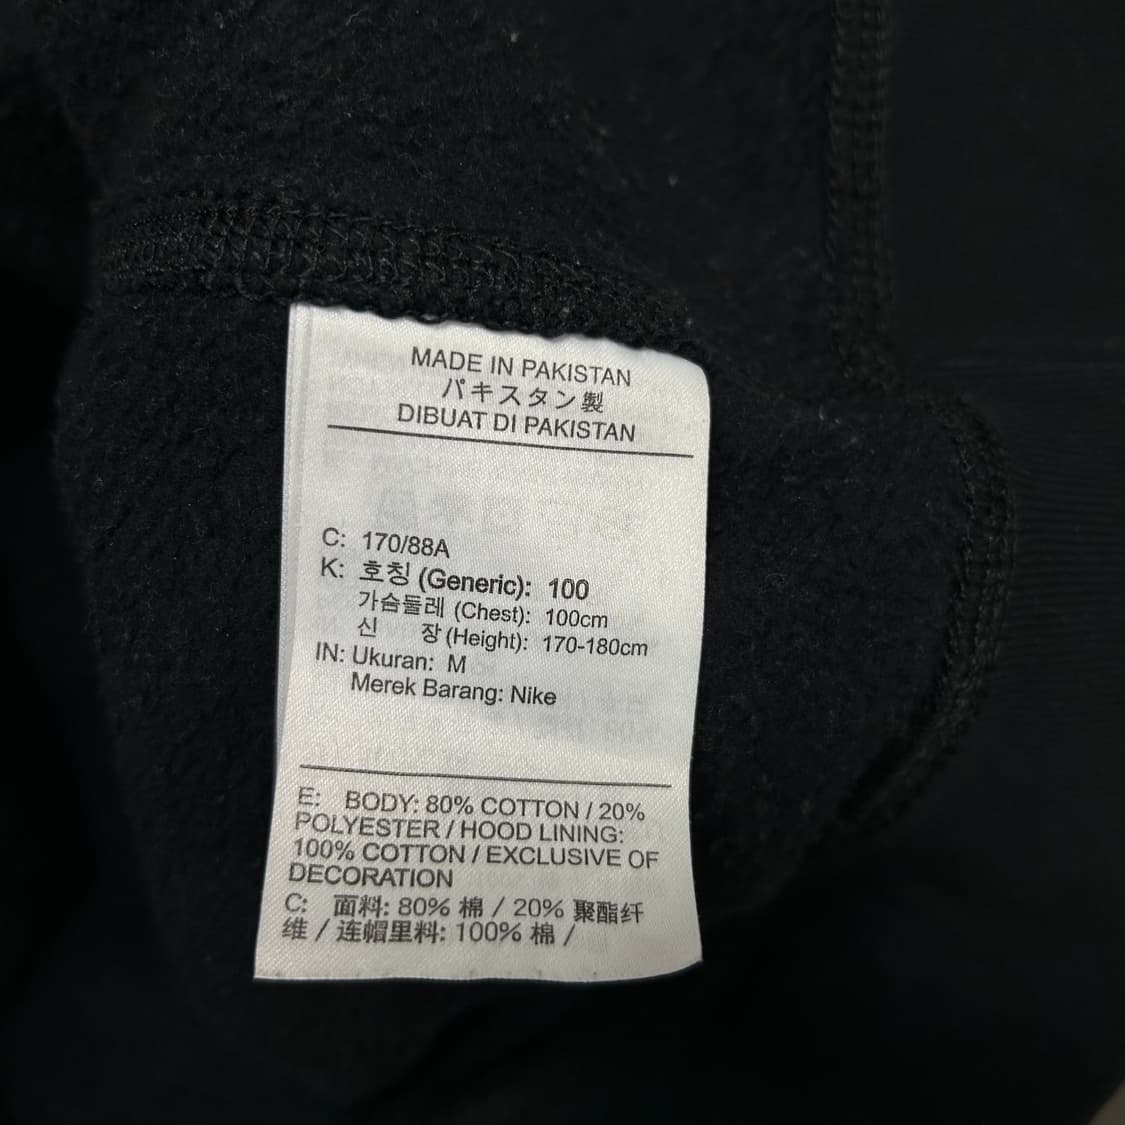 MADE IN PAKISTAN
パキスタン製
DIBUAT DI PAKISTAN
C: 170/88A
K: 호칭 (Generic): 100
가슴둘레 (Chest): 100cm
신 장 (Height): 170-180cm
IN: Ukuran: M
Merek Barang: Nike
E: BODY: 80% COTTON / 20%
POLYESTER / HOOD LINING:
100% COTTON / EXCLUSIVE OF
DECORATION
C: 面料: 80% 棉 / 20% 聚酯纤
维 / 连帽里料: 100% 棉 /